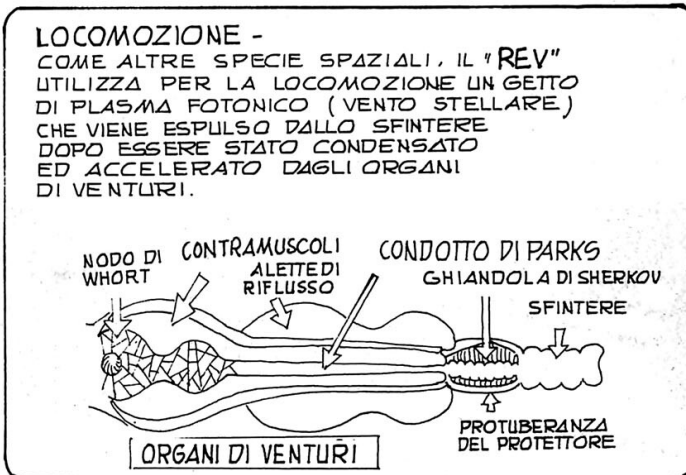 LOCOMOZIONE -
COME ALTRE SPECIE SPAZIALI, IL "REV"
UTILIZZA PER LA LOCOMOZIONE UN GETTO
DI PLASMA FOTONICO (VENTO STELLARE)
CHE VIENE ESPULSO DALLO SFINTERE
DOPO ESSERE STATO CONDENSATO
ED ACCELERATO DAGLI ORGANI
DI VENTURI.
NODO DI
WHORT
CONTRAMUSCOLI
ALETTE DI
RIFLUSSO
CONDOTTO DI PARKS
GHIANDOLA DI SHERKOV
SFINTERE
PROTUBERANZA
DEL PROTETTORE
ORGANI DI VENTURI